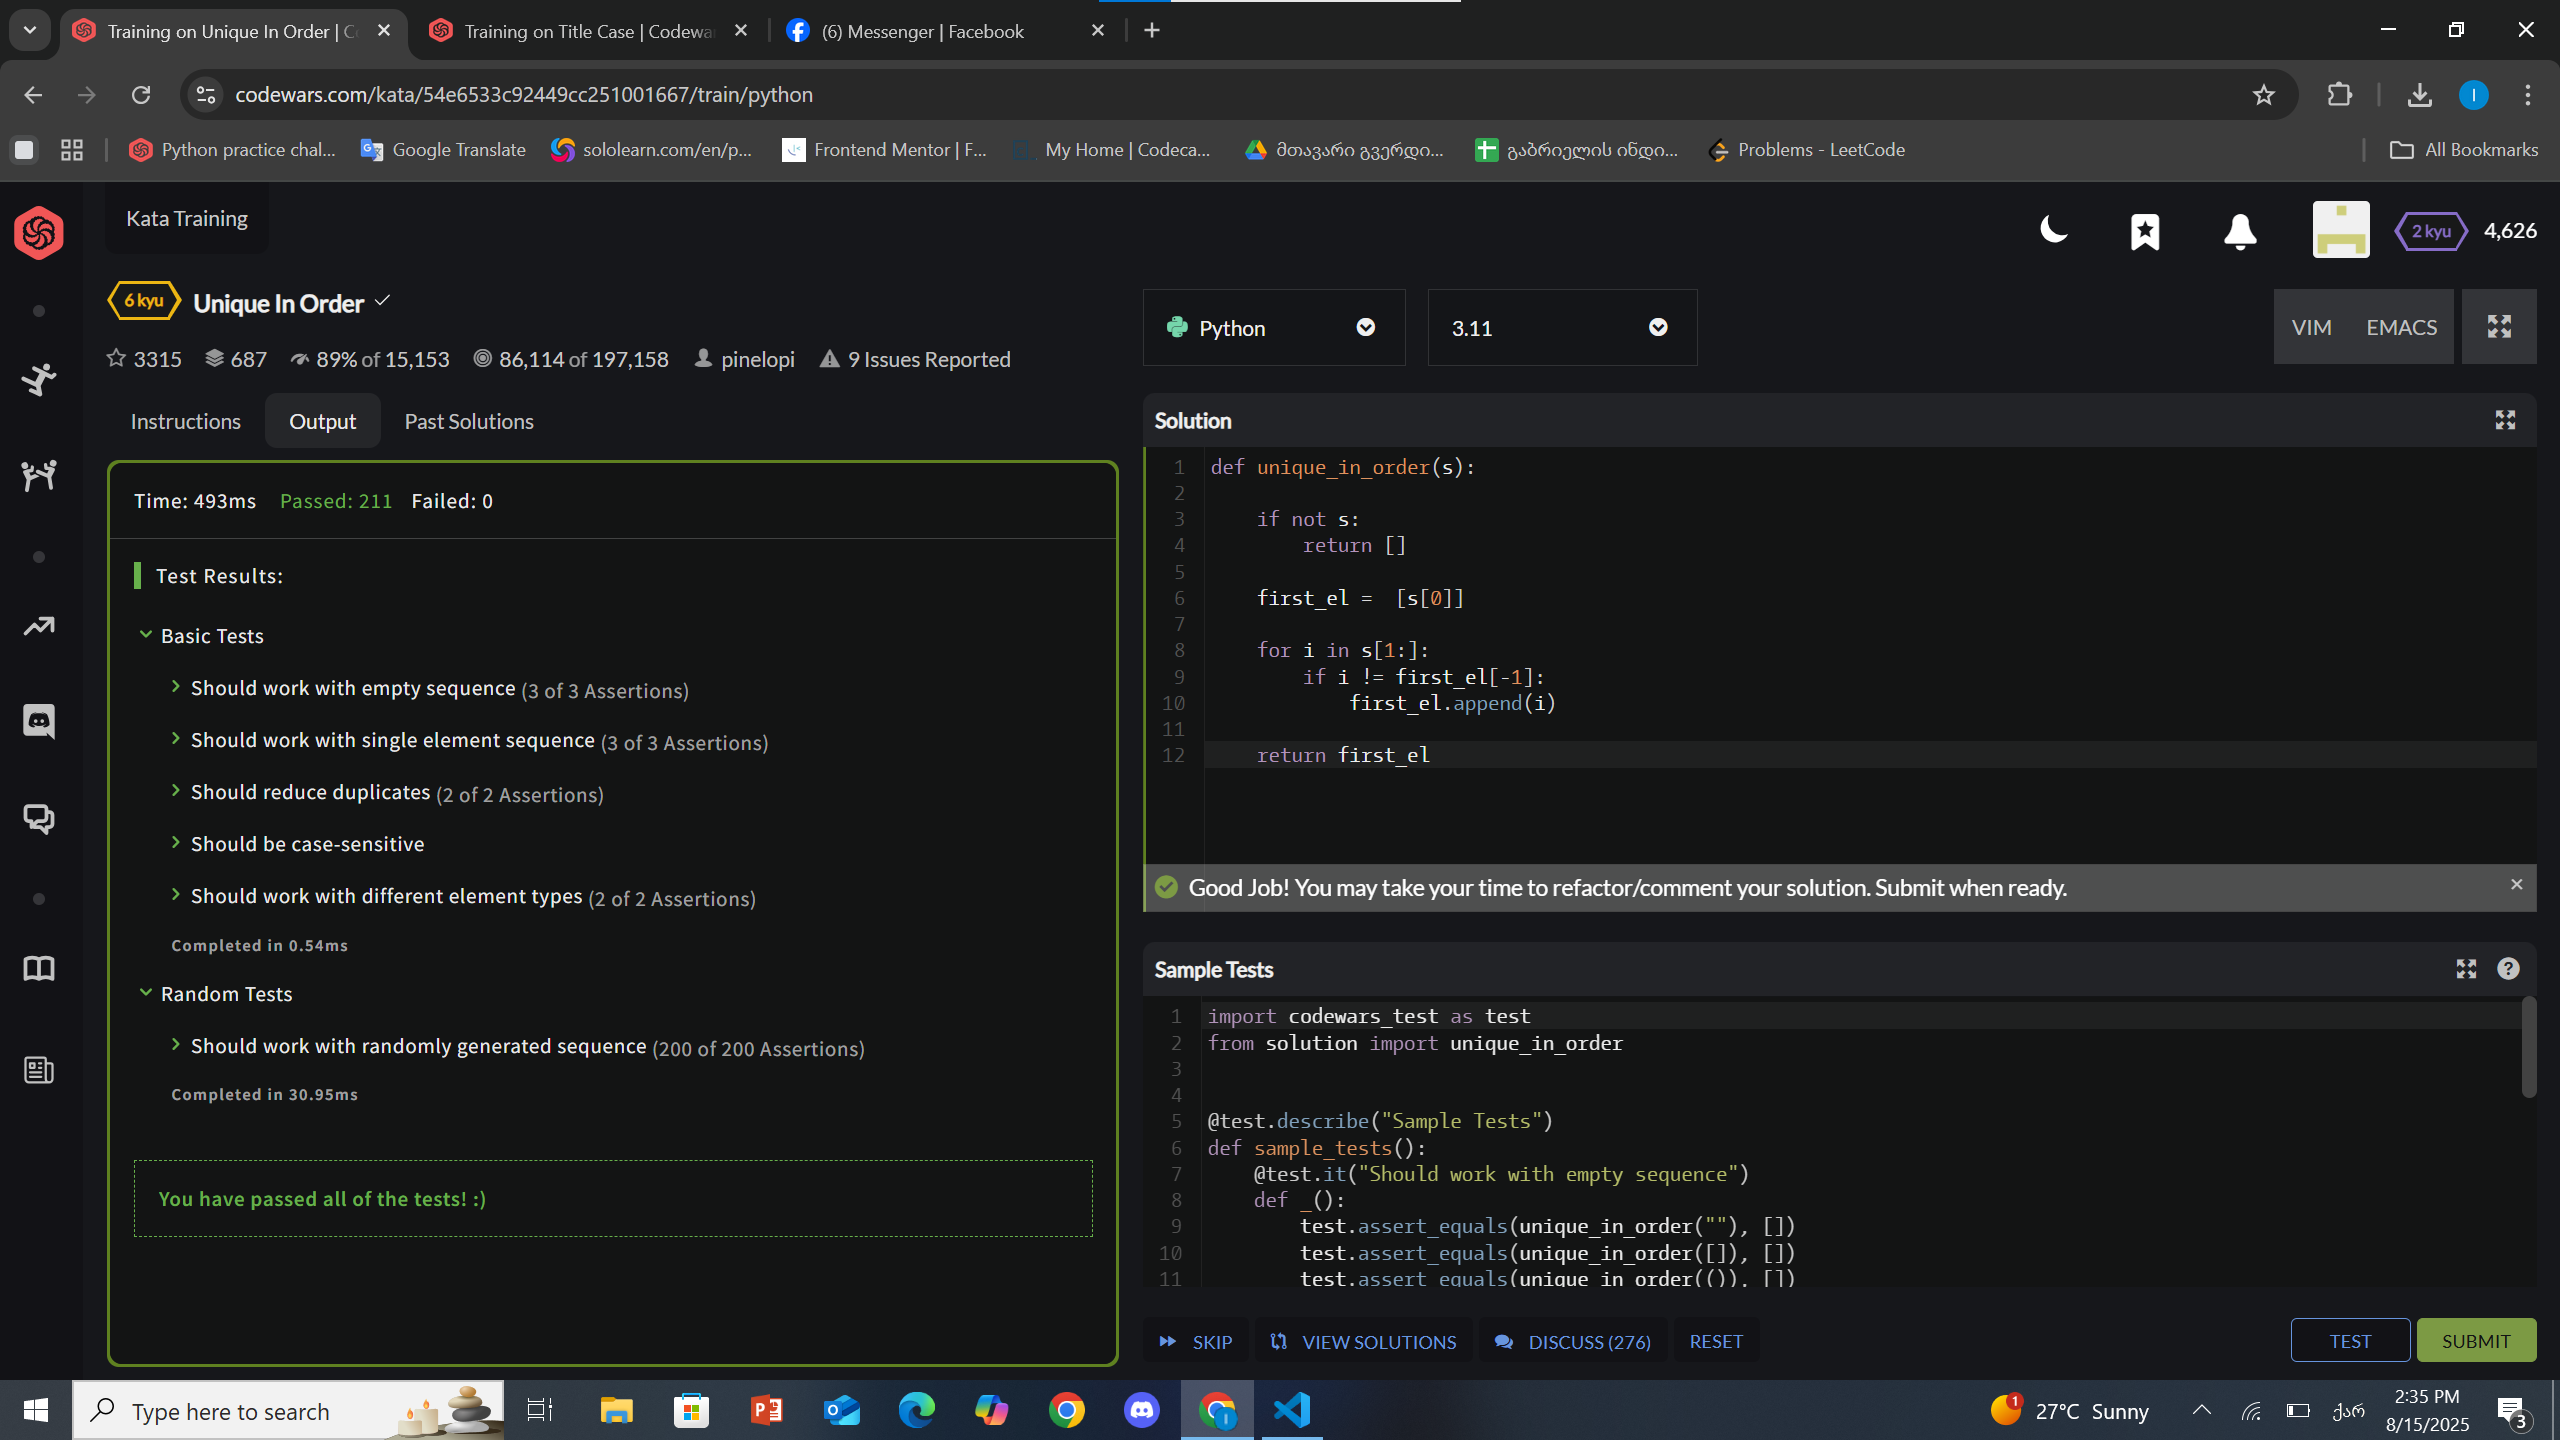 Training on Unique In Order | Co
Training on Title Case | Codewar
(6) Messenger | Facebook
codewars.com/kata/54e6533c92449cc251001667/train/python
I
Python practice chal...
Google Translate
sololearn.com/en/p...
Frontend Mentor | F...
My Home | Codeca...
მთავარი გვერდი...
გაბრიელის ინდი...
Problems - LeetCode
All Bookmarks
Kata Training
2 kyu 4,626
6 kyu Unique In Order
3315 687 89% of 15,153 86,114 of 197,158 pinelopi 9 Issues Reported
Instructions Output Past Solutions
Time: 493ms Passed: 211 Failed: 0
Test Results:
Basic Tests
Should work with empty sequence (3 of 3 Assertions)
Should work with single element sequence (3 of 3 Assertions)
Should reduce duplicates (2 of 2 Assertions)
Should be case-sensitive
Should work with different element types (2 of 2 Assertions)
Completed in 0.54ms
Random Tests
Should work with randomly generated sequence (200 of 200 Assertions)
Completed in 30.95ms
You have passed all of the tests! :)
Python 3.11 VIM EMACS
Solution
1 def unique_in_order(s):
2
3     if not s:
4         return []
5
6     first_el =  [s[0]]
7
8     for i in s[1:]:
9         if i != first_el[-1]:
10             first_el.append(i)
11
12     return first_el
Good Job! You may take your time to refactor/comment your solution. Submit when ready.
Sample Tests
1 import codewars_test as test
2 from solution import unique_in_order
3
4
5 @test.describe("Sample Tests")
6 def sample_tests():
7     @test.it("Should work with empty sequence")
8     def _():
9         test.assert_equals(unique_in_order(""), [])
10         test.assert_equals(unique_in_order([]), [])
11         test.assert_equals(unique_in_order(()), [])
SKIP VIEW SOLUTIONS DISCUSS (276) RESET TEST SUBMIT
Type here to search
1 27°C Sunny
ქარ
2:35 PM
8/15/2025
3